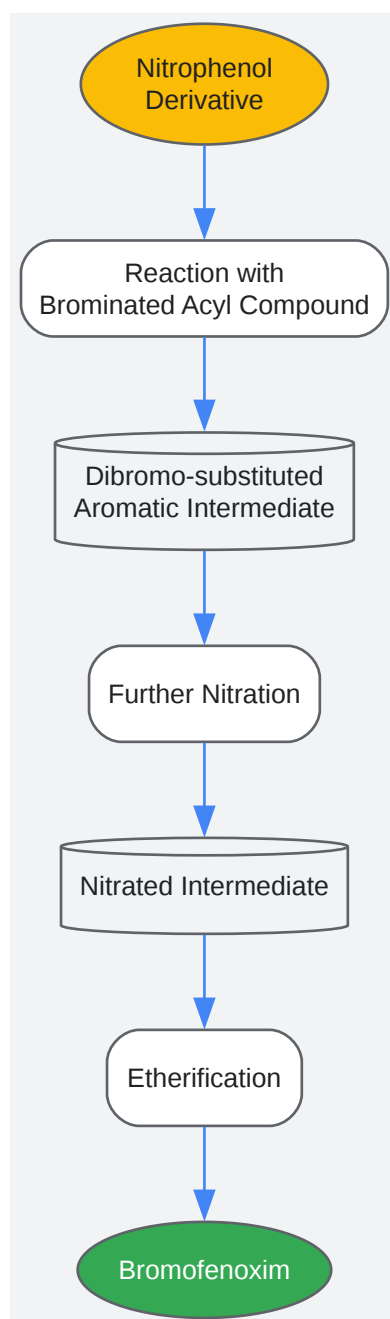 Nitrophenol
Derivative
Reaction with
Brominated Acyl Compound
Dibromo-substituted
Aromatic Intermediate
Further Nitration
Nitrated Intermediate
Etherification
Bromofenoxim